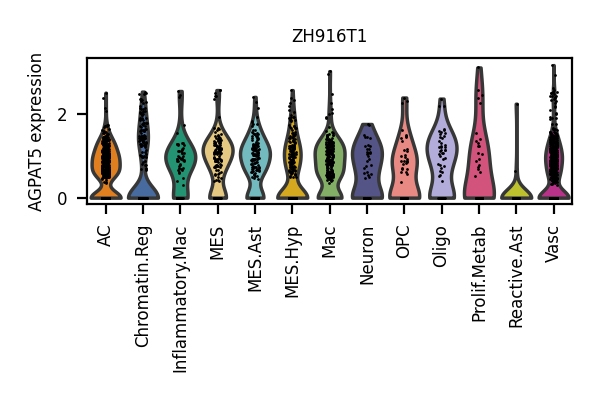 ZH916T1
AGPAT5 expression
2
0
AC
Chromatin.Reg
Inflammatory.Mac
MES
MES.Ast
MES.Hyp
Mac
Neuron
OPC
Oligo
Prolif.Metab
Reactive.Ast
Vasc